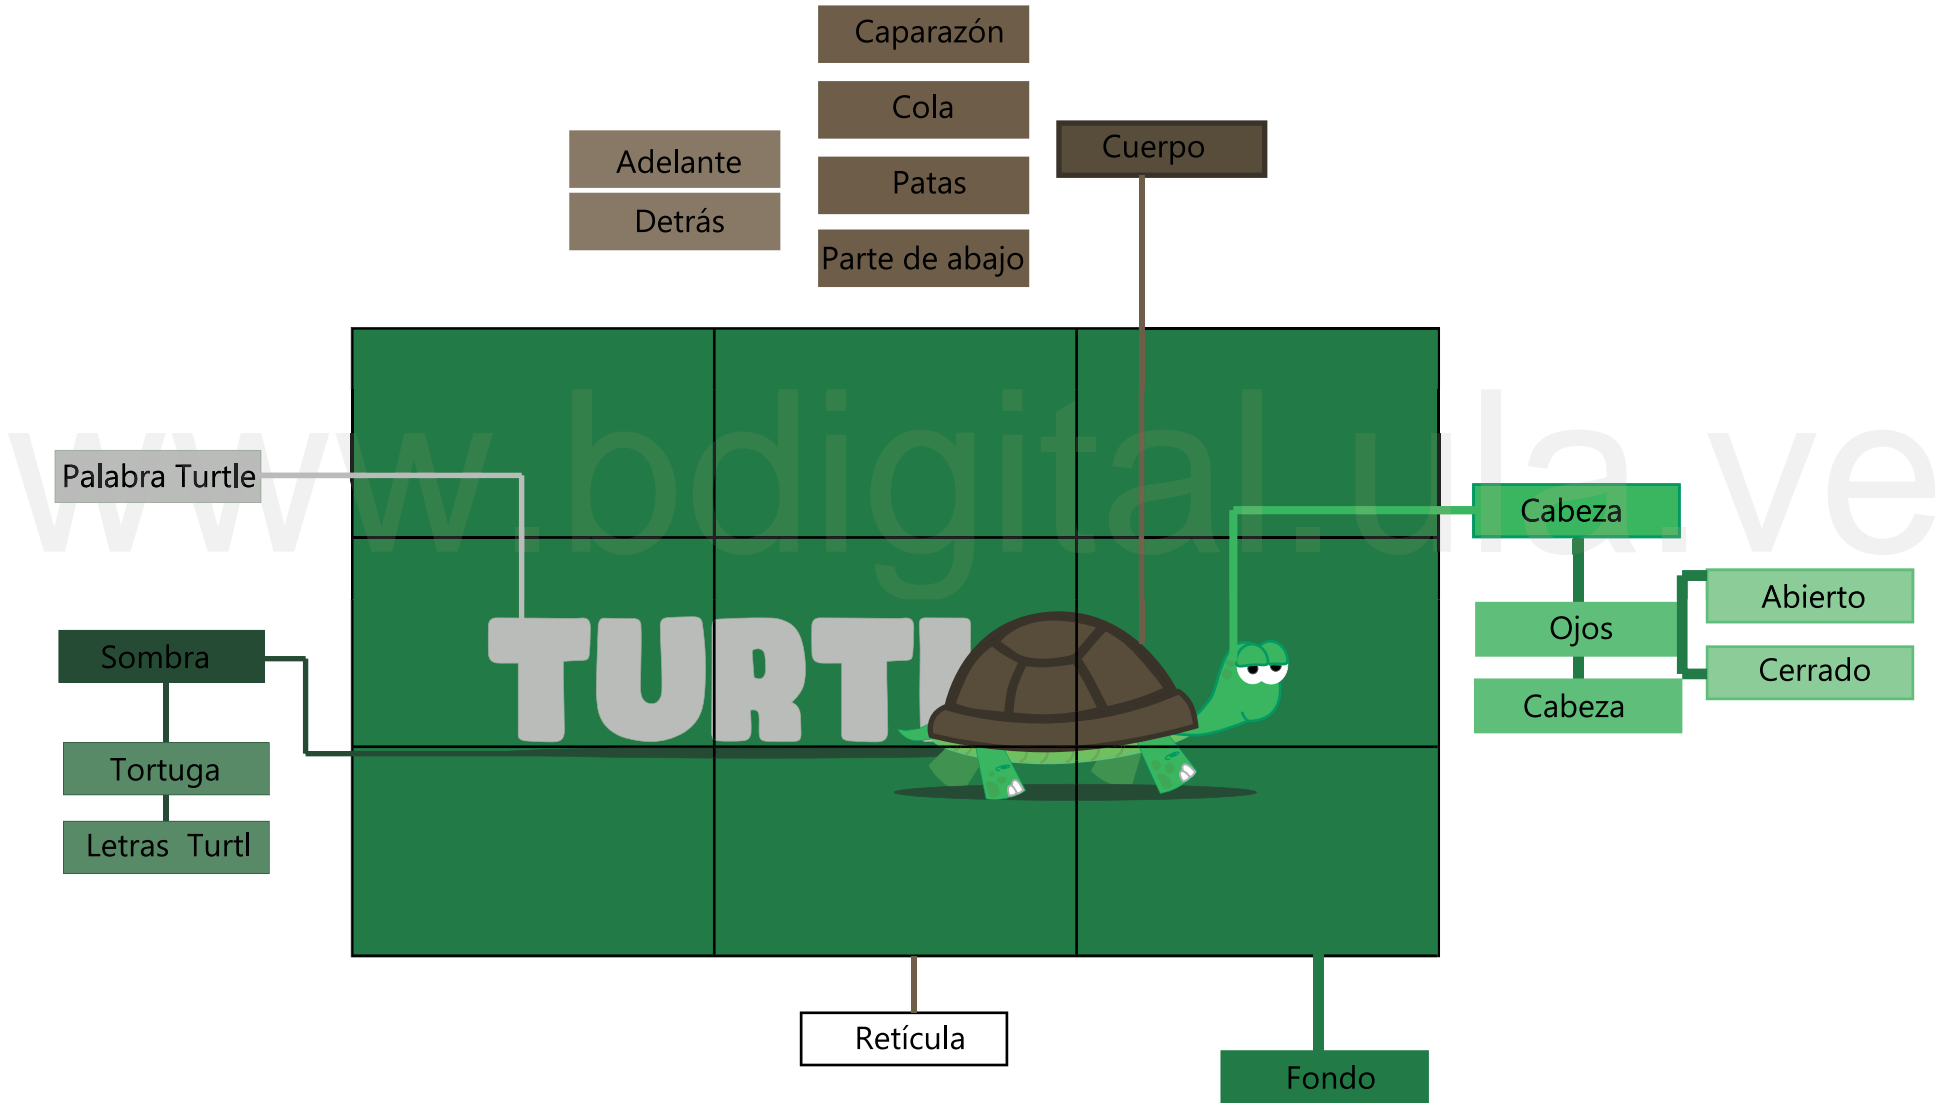 Caparazón
Cola
Cuerpo
Adelante
Patas
Detrás
Parte de abajo
www.bdigital.ula.ve
Palabra Turtle
Cabeza
Abierto
Ojos
TURTL
Sombra
Cerrado
Cabeza
Tortuga
Letras Turtl
Retícula
Fondo